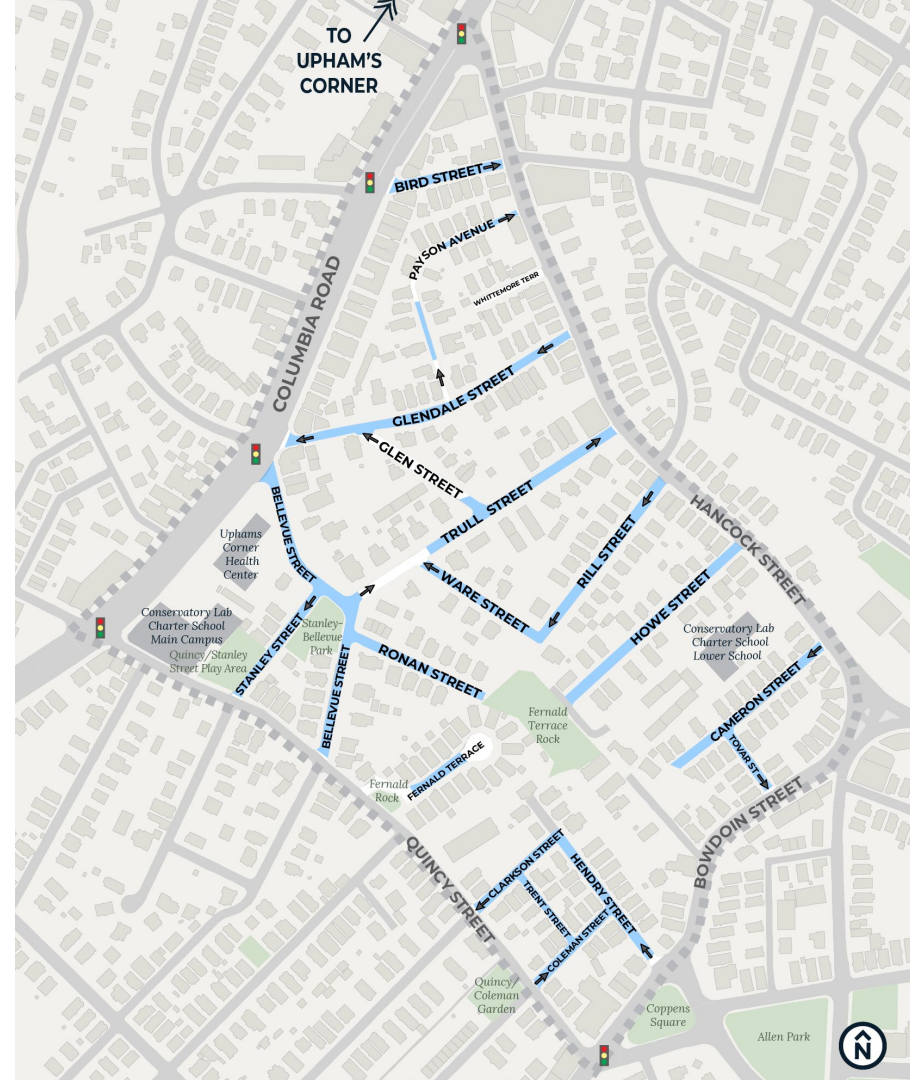 TO
UPHAM'S
CORNER
BIRD STREET
PAYSON AVENUE
WHITTEMORE TERR
COLUMBIA ROAD
GLENDALE STREET
GLEN STREET
TRULL STREET
BELLEVUE STREET
HANCOCK STREET
RILL STREET
WARE STREET
HOWE STREET
Uphams
Corner
Health
Center
Conservatory Lab
Charter School
Main Campus
Quincy/Stanley
Street Play Area
STANLEY STREET
Stanley-
Bellevue
Park
BELLEVUE STREET
RONAN STREET
Conservatory Lab
Charter School
Lower School
CAMERON STREET
TOVAR ST
Fernald
Terrace
Rock
FERNALD TERRACE
Fernald
Rock
BOWDOIN STREET
QUINCY STREET
CLARKSON STREET
HENDRY STREET
TRENT STREET
COLEMAN STREET
Quincy/
Coleman
Garden
Coppens
Square
Allen Park
N